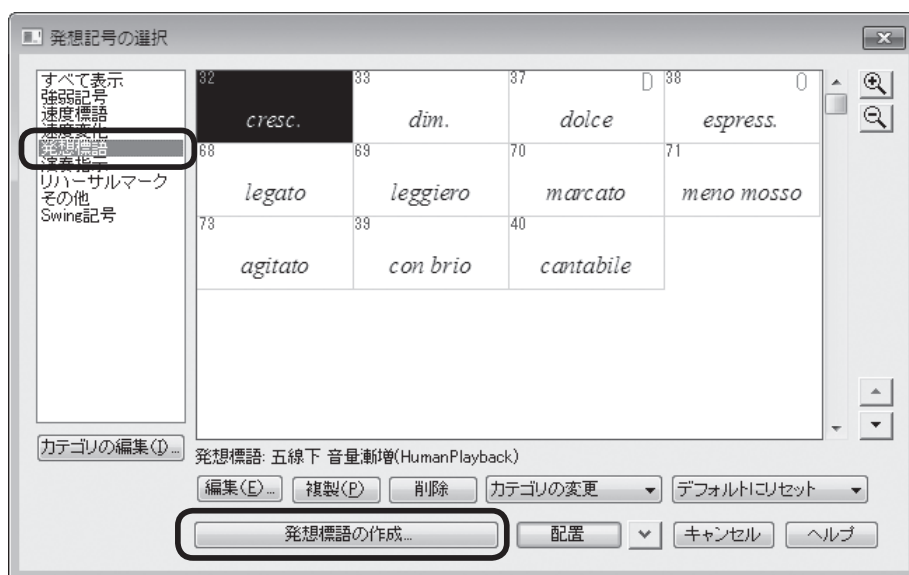 発想記号の選択
すべて表示
強弱記号
速度標語
速度変化
発想標語
演奏指示
リハーサルマーク
その他
Swing記号
32 33 37 D 38 O
cresc. dim. dolce espress.
68 69 70 71
legato leggiero marcato meno mosso
73 39 40
agitato con brio cantabile
カテゴリの編集(I)...
発想標語: 五線下 音量漸増(HumanPlayback)
編集(E)... 複製(P) 削除 カテゴリの変更 デフォルトにリセット
発想標語の作成... 配置 キャンセル ヘルプ